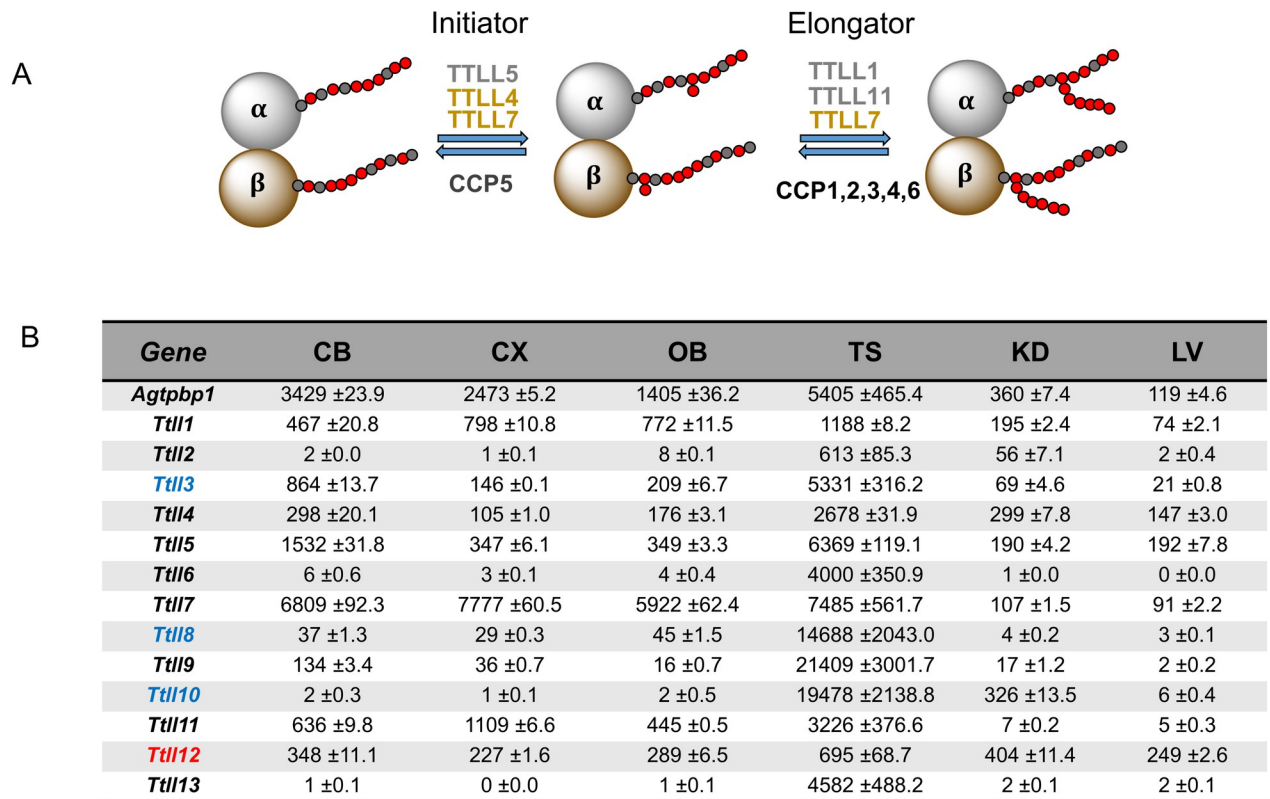 Initiator Elongator
A
TTLL5 TTLL1
TTLL4 TTLL11
TTLL7 TTLL7
α α α
β β β
CCP5 CCP1,2,3,4,6
B
Gene CB CX OB TS KD LV
Agtpbp1 3429 ±23.9 2473 ±5.2 1405 ±36.2 5405 ±465.4 360 ±7.4 119 ±4.6
Ttll1 467 ±20.8 798 ±10.8 772 ±11.5 1188 ±8.2 195 ±2.4 74 ±2.1
Ttll2 2 ±0.0 1 ±0.1 8 ±0.1 613 ±85.3 56 ±7.1 2 ±0.4
Ttll3 864 ±13.7 146 ±0.1 209 ±6.7 5331 ±316.2 69 ±4.6 21 ±0.8
Ttll4 298 ±20.1 105 ±1.0 176 ±3.1 2678 ±31.9 299 ±7.8 147 ±3.0
Ttll5 1532 ±31.8 347 ±6.1 349 ±3.3 6369 ±119.1 190 ±4.2 192 ±7.8
Ttll6 6 ±0.6 3 ±0.1 4 ±0.4 4000 ±350.9 1 ±0.0 0 ±0.0
Ttll7 6809 ±92.3 7777 ±60.5 5922 ±62.4 7485 ±561.7 107 ±1.5 91 ±2.2
Ttll8 37 ±1.3 29 ±0.3 45 ±1.5 14688 ±2043.0 4 ±0.2 3 ±0.1
Ttll9 134 ±3.4 36 ±0.7 16 ±0.7 21409 ±3001.7 17 ±1.2 2 ±0.2
Ttll10 2 ±0.3 1 ±0.1 2 ±0.5 19478 ±2138.8 326 ±13.5 6 ±0.4
Ttll11 636 ±9.8 1109 ±6.6 445 ±0.5 3226 ±376.6 7 ±0.2 5 ±0.3
Ttll12 348 ±11.1 227 ±1.6 289 ±6.5 695 ±68.7 404 ±11.4 249 ±2.6
Ttll13 1 ±0.1 0 ±0.0 1 ±0.1 4582 ±488.2 2 ±0.1 2 ±0.1